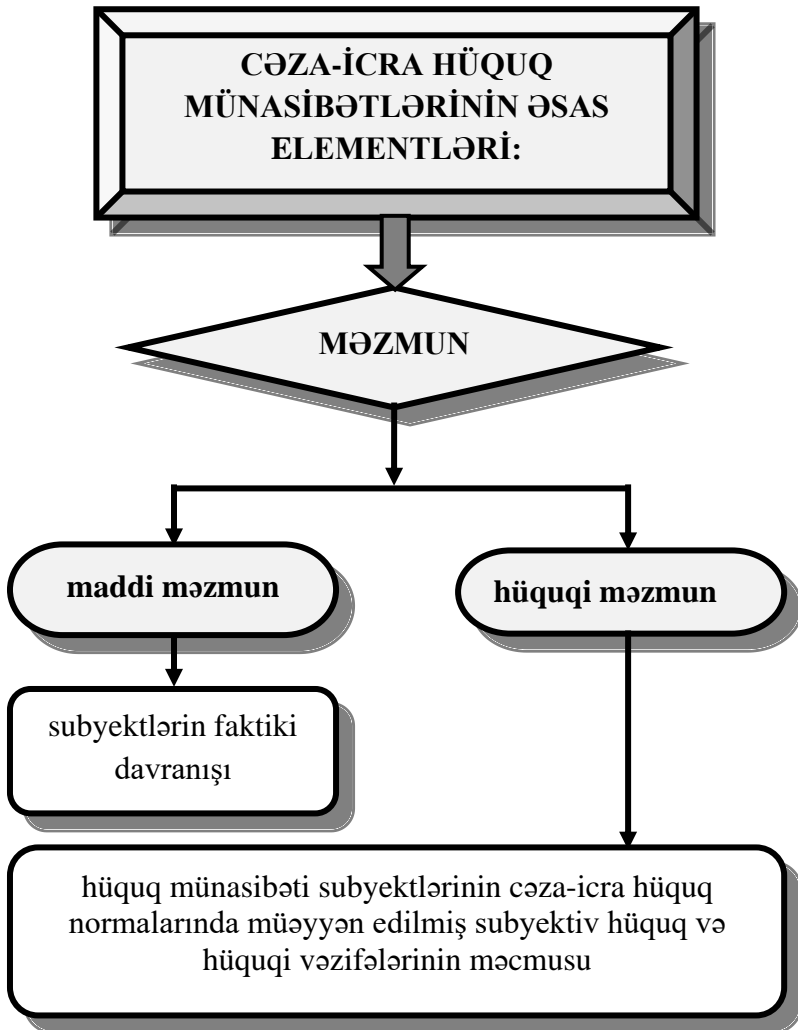 CƏZA-İCRA HÜQUQ
MÜNASİBƏTLƏRİNİN ƏSAS
ELEMENTLƏRİ:
MƏZMUN
maddi məzmun
hüquqi məzmun
subyektlərin faktiki
davranışı
hüquq münasibəti subyektlərinin cəza-icra hüquq
normalarında müəyyən edilmiş subyektiv hüquq və
hüquqi vəzifələrinin məcmusu